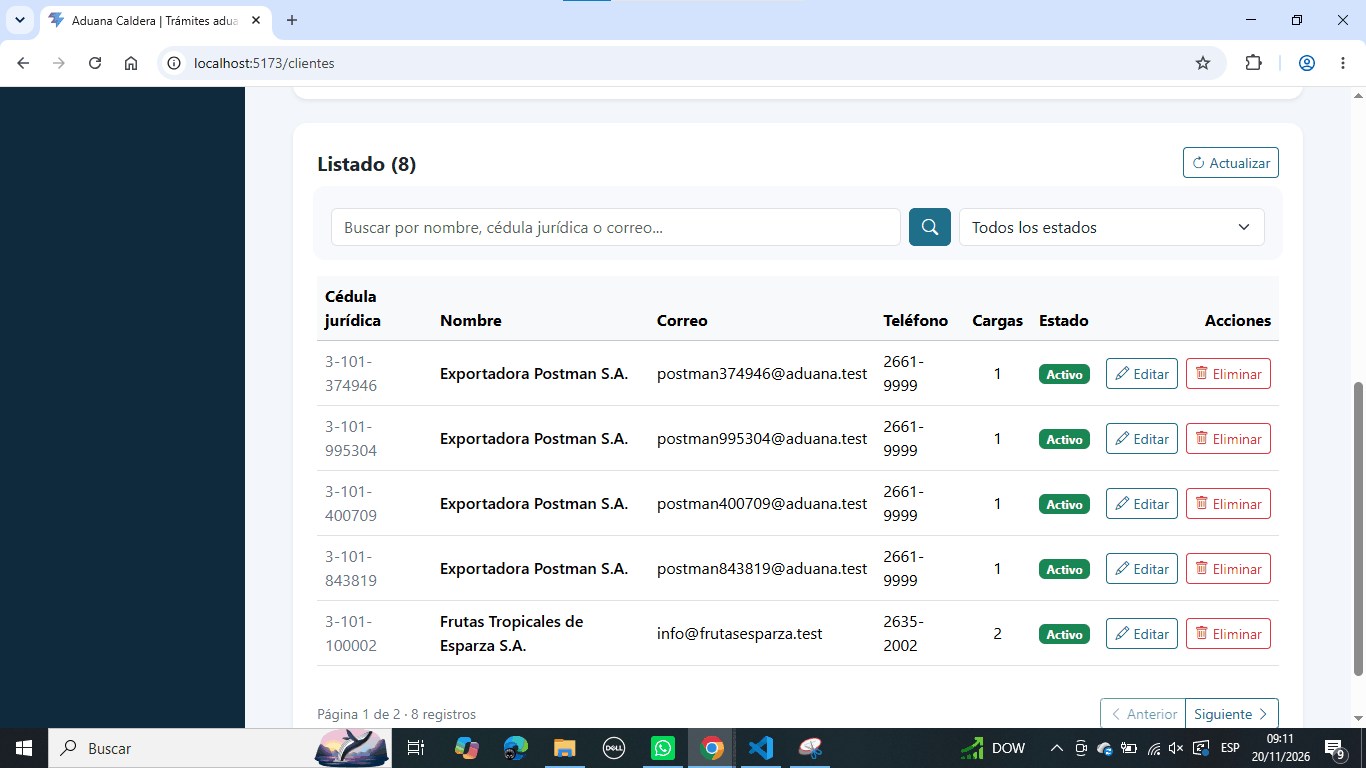 Aduana Caldera | Trámites adua
localhost:5173/clientes
Listado (8)
Actualizar
Buscar por nombre, cédula jurídica o correo...
Todos los estados
Cédula
jurídica
Nombre
Correo
Teléfono
Cargas
Estado
Acciones
3-101-
374946
Exportadora Postman S.A.
postman374946@aduana.test
2661-
9999
1
Activo
Editar
Eliminar
3-101-
995304
Exportadora Postman S.A.
postman995304@aduana.test
2661-
9999
1
Activo
Editar
Eliminar
3-101-
400709
Exportadora Postman S.A.
postman400709@aduana.test
2661-
9999
1
Activo
Editar
Eliminar
3-101-
843819
Exportadora Postman S.A.
postman843819@aduana.test
2661-
9999
1
Activo
Editar
Eliminar
3-101-
100002
Frutas Tropicales de
Esparza S.A.
info@frutasesparza.test
2635-
2002
2
Activo
Editar
Eliminar
Página 1 de 2 · 8 registros
Anterior
Siguiente
Buscar
DELL
DOW
ESP
09:11
20/11/2026
9